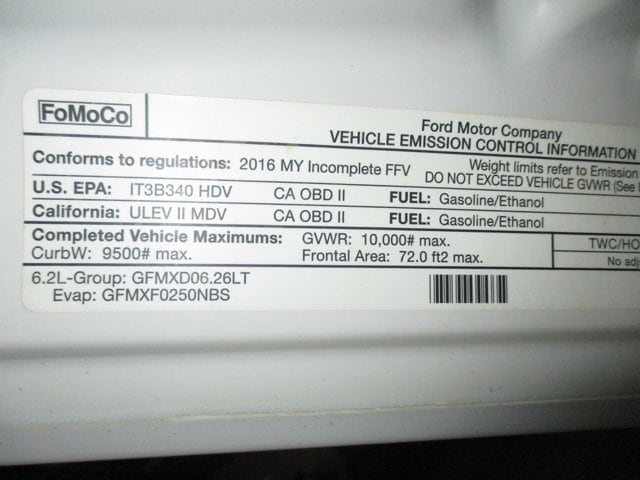 FoMoCo
Ford Motor Company
VEHICLE EMISSION CONTROL INFORMATION
Conforms to regulations: 2016 MY Incomplete FFV
Weight limits refer to Emission
DO NOT EXCEED VEHICLE GVWR (See
U.S. EPA: IT3B340 HDV CA OBD II FUEL: Gasoline/Ethanol
California: ULEV II MDV CA OBD II FUEL: Gasoline/Ethanol
Completed Vehicle Maximums: GVWR: 10,000# max. TWC/HO
CurbW: 9500# max. Frontal Area: 72.0 ft2 max. No adj
6.2L-Group: GFMXD06.26LT
Evap: GFMXF0250NBS